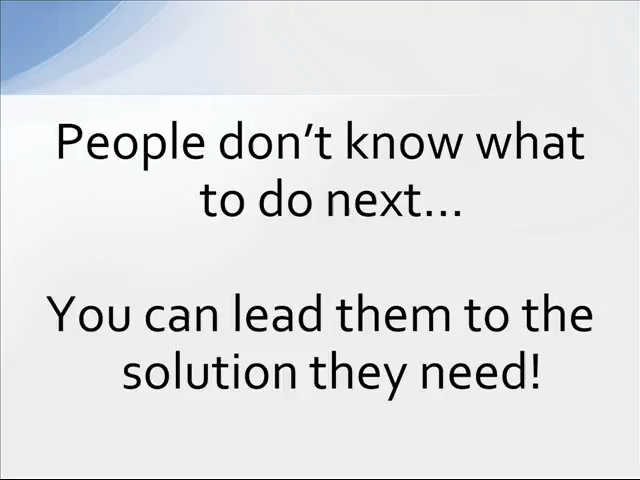 People don’t know what
to do next…
You can lead them to the
solution they need!